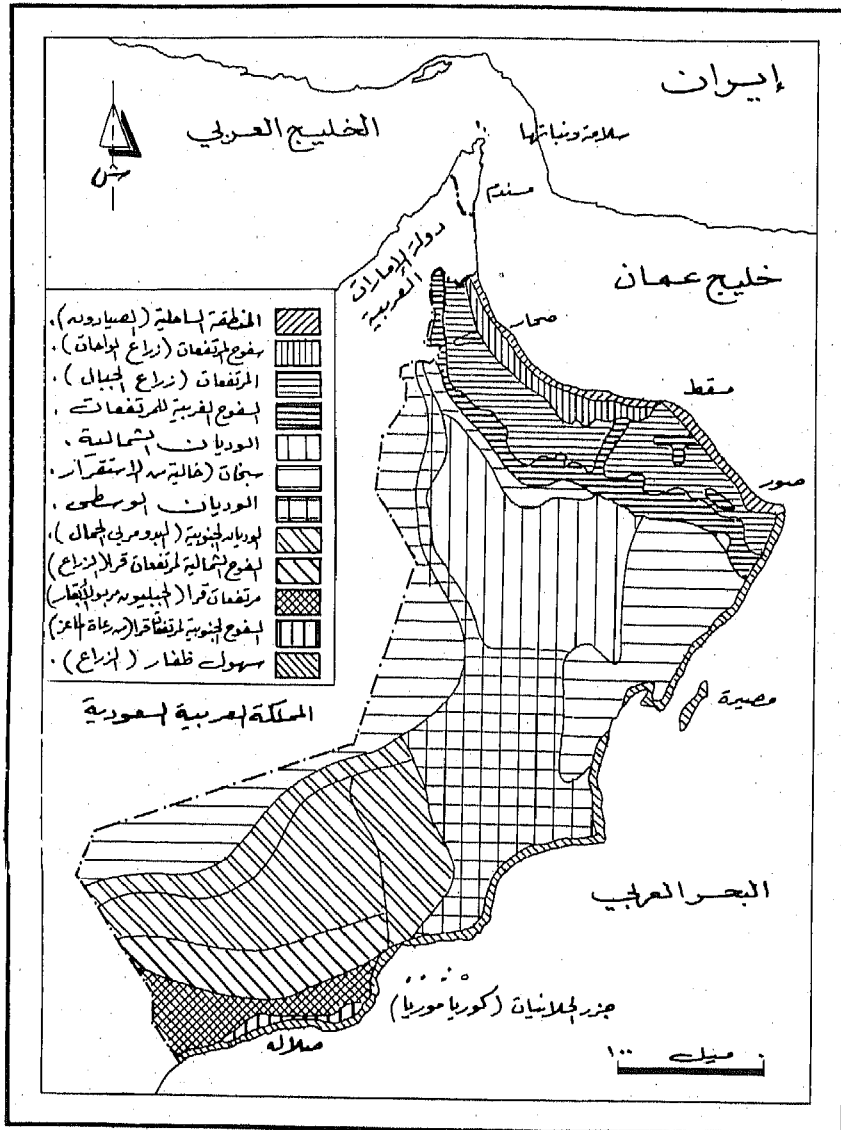 إيران
الخليج العربي
سلامة وبناتها
ش
مسندم
دولة الإمارات
العربية
خليج عمان
صحار
مسقط
صور
المنطقة الساحلية (الصيادون).
سفوح المرتفعات (زراع الواحات).
المرتفعات (زراع الجبال).
السفوح الغربية للمرتفعات.
الوديان الشمالية.
سبخات (خالية من الاستقرار.
الوديان الوسطى.
الوديان الجنوبية (البدو مربي الجمال).
السفوح الشمالية لمرتفعات قرا (الزراع)
مرتفعات قرا (الجبليون مربو الأبقار)
السفوح الجنوبية لمرتفعات قرا (من رعاة الماعز)
سهول ظفار (الزراع).
المملكة العربية السعودية
مصيرة
البحر العربي
جزر الحلانيات (كوريا موريا)
صلاله
٠ ميل ١٠٠